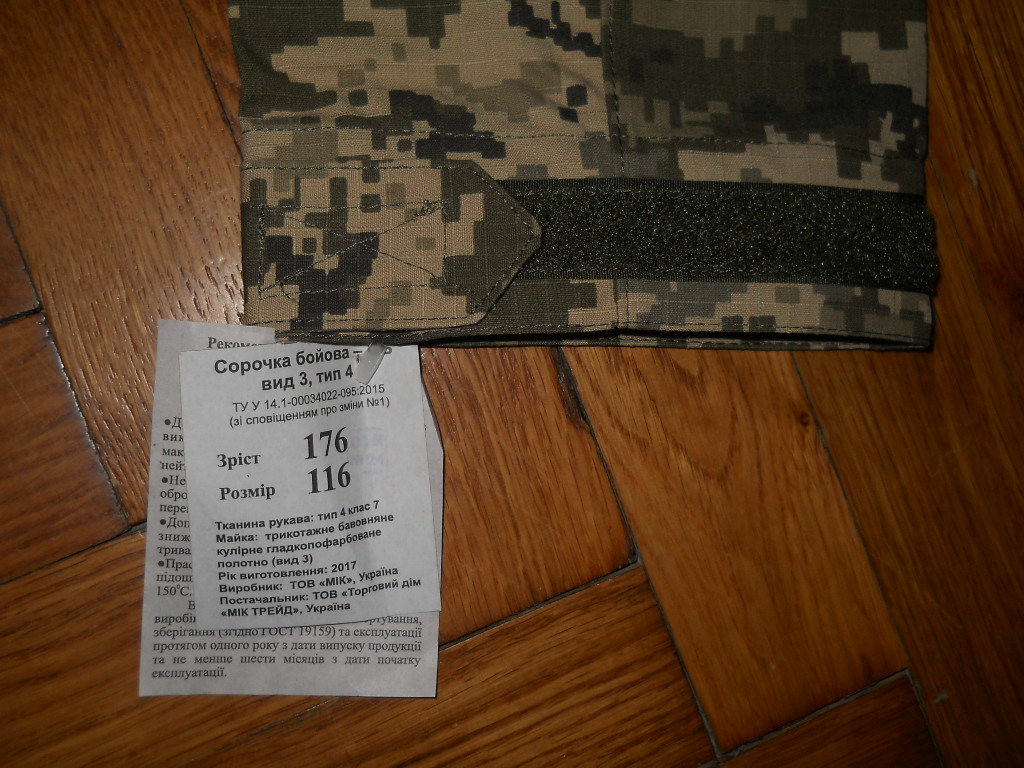 Сорочка бойова –
вид 3, тип 4
ТУ У 14.1-00034022-095:2015
(зі сповіщенням про зміни №1)
Зріст 176
Розмір 116
Тканина рукава: тип 4 клас 7
Майка: трикотажне бавовняне
кулірне гладкопофарбоване
полотно (вид 3)
Рік виготовлення: 2017
Виробник: ТОВ «МІК», Україна
Постачальник: ТОВ «Торговий дім
«МІК ТРЕЙД», Україна
150°С.
зберігання (згідно ГОСТ 19159) та експлуатації
протягом одного року з дати випуску продукції
та не менше шести місяців з дати початку
експлуатації.